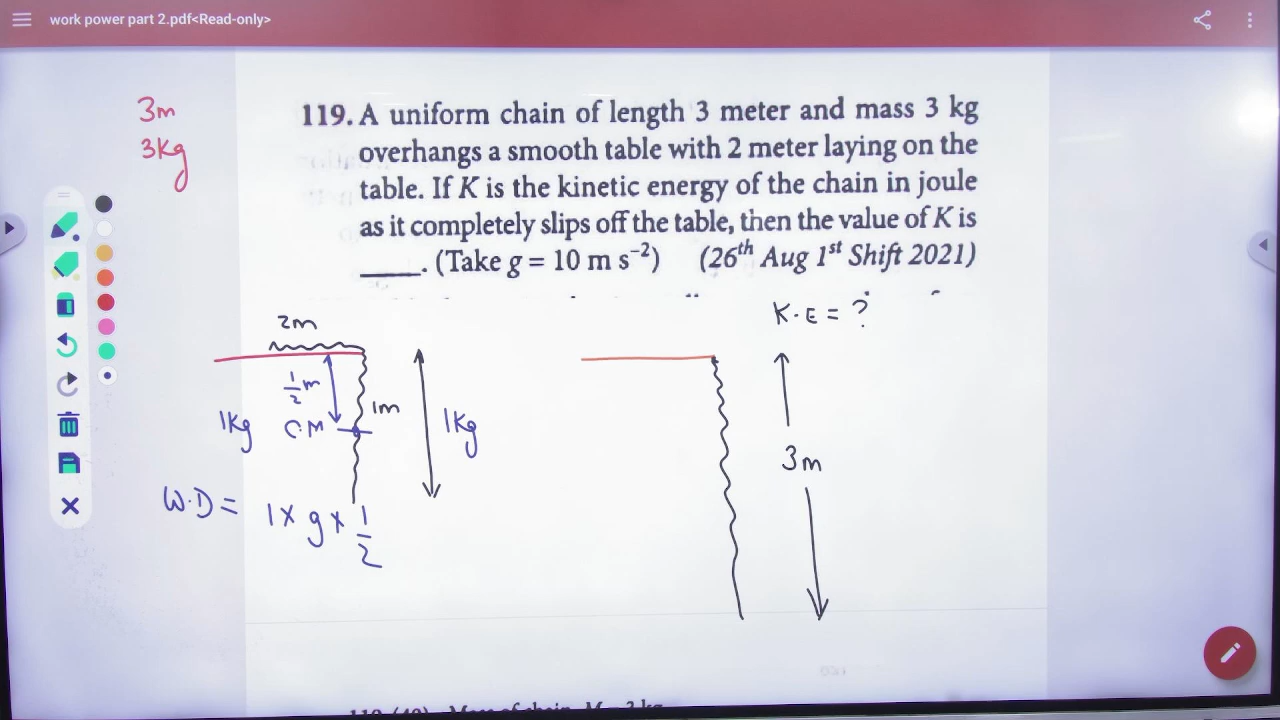 work power part 2.pdf<Read-only>
3m
3kg
119. A uniform chain of length 3 meter and mass 3 kg
overhangs a smooth table with 2 meter laying on the
table. If K is the kinetic energy of the chain in joule
as it completely slips off the table, then the value of K is
____. (Take g = 10 m s⁻²) (26th Aug 1st Shift 2021)
K.E = ?
2m
1/2 m
1m
1kg
C.M
1kg
3m
W.D = 1 x g x 1/2